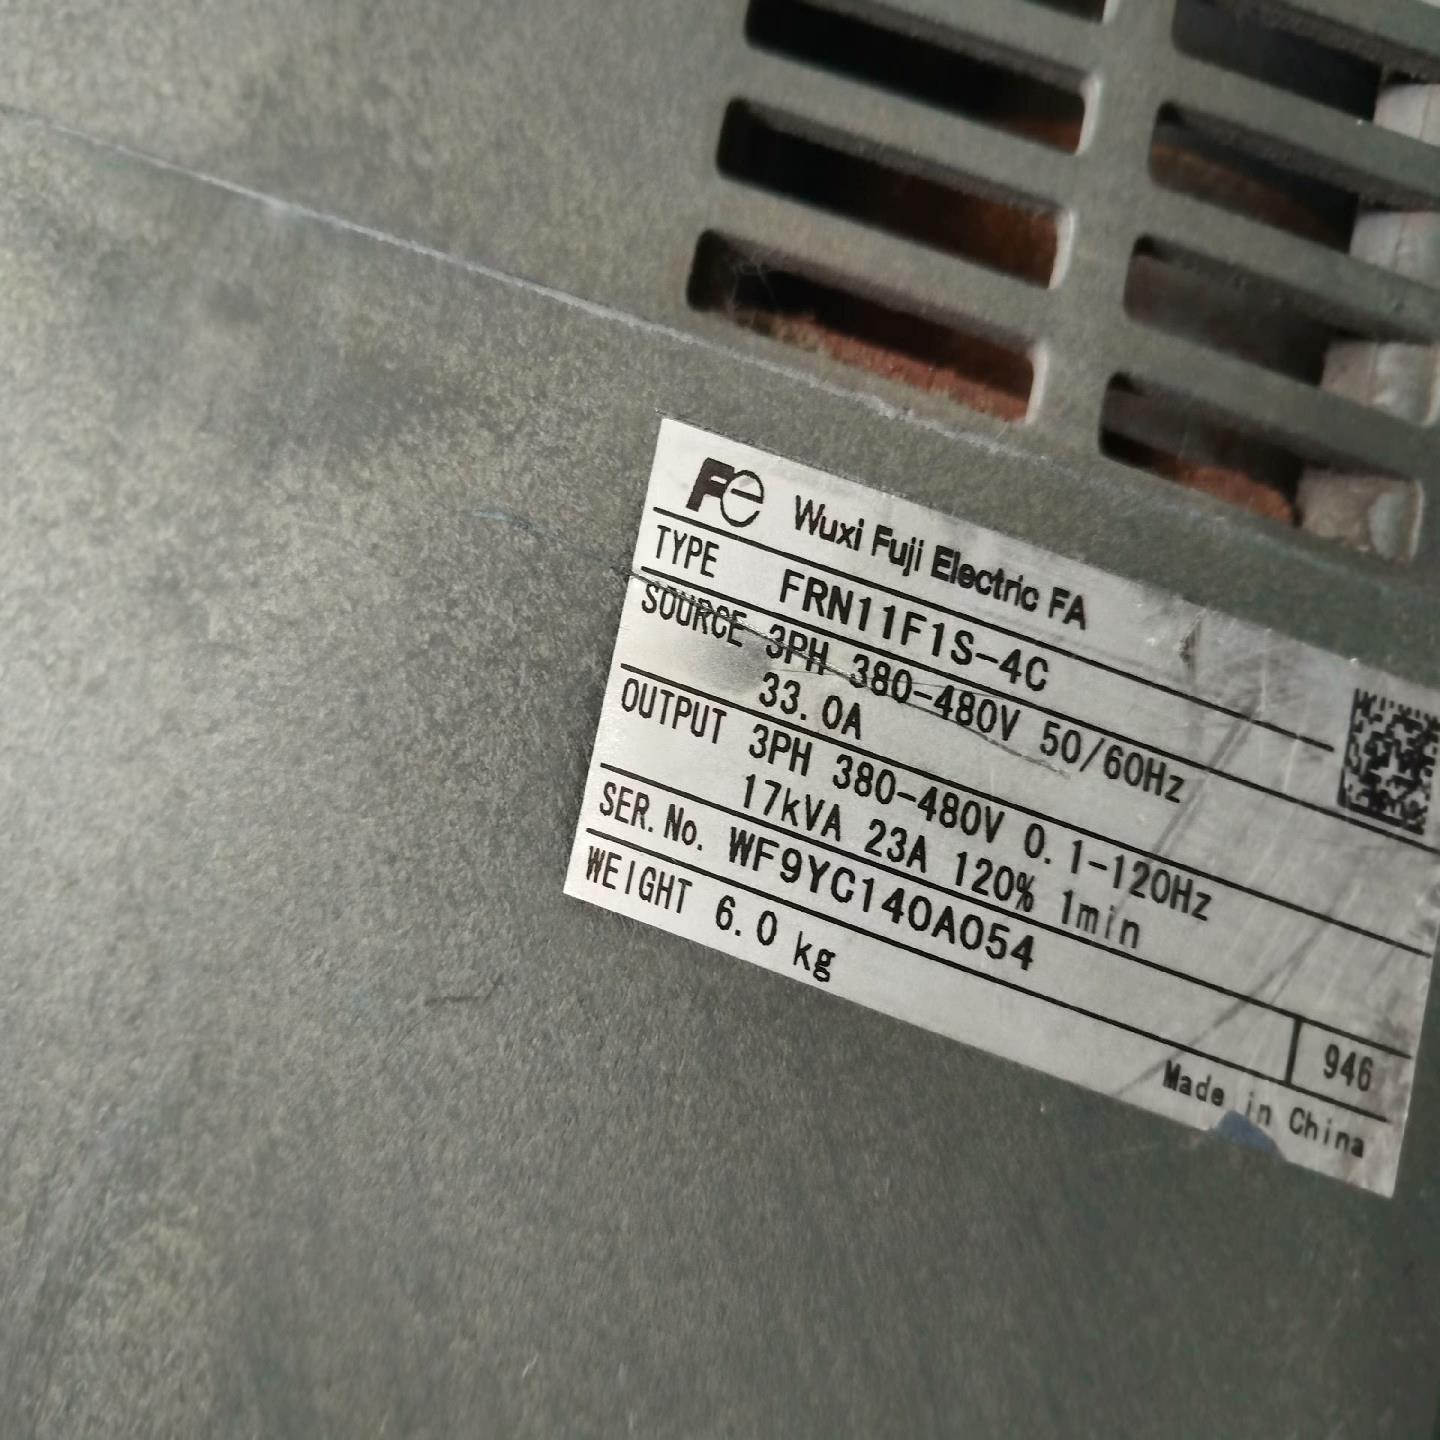 Fe Wuxi Fuji Electric FA
TYPE FRN11F1S-4C
SOURCE 3PH 380-480V 50/60Hz
33.0A
OUTPUT 3PH 380-480V 0.1-120Hz
17kVA 23A 120% 1min
SER.No. WF9YC140A054
946
WEIGHT 6.0 kg
Made in China